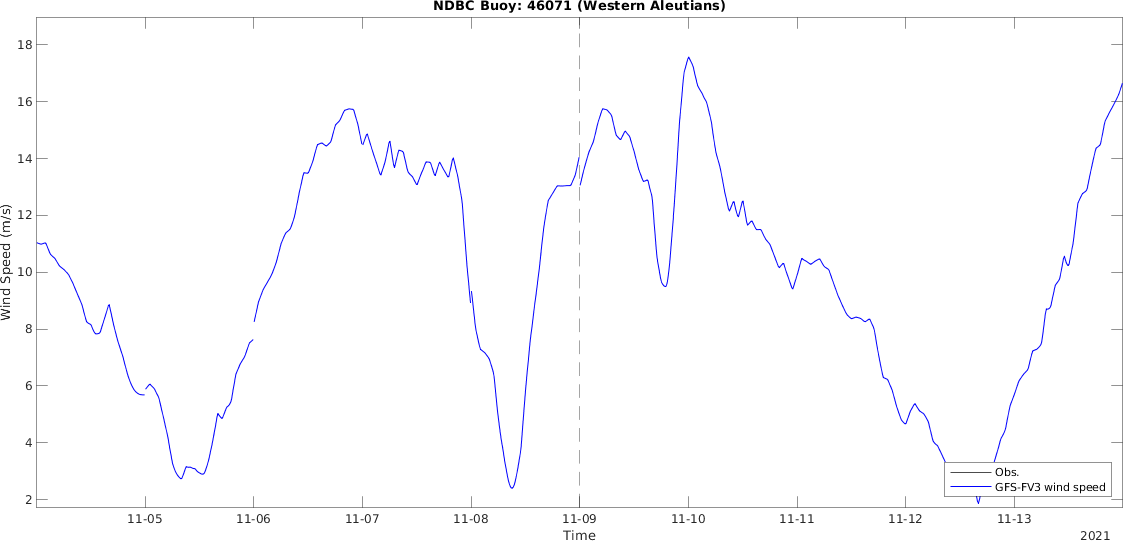 NDBC Buoy: 46071 (Western Aleutians)
18
16
14
12
10
8
6
4
2
Wind Speed (m/s)
Obs.
GFS-FV3 wind speed
11-05 11-06 11-07 11-08 11-09 11-10 11-11 11-12 11-13
Time
2021